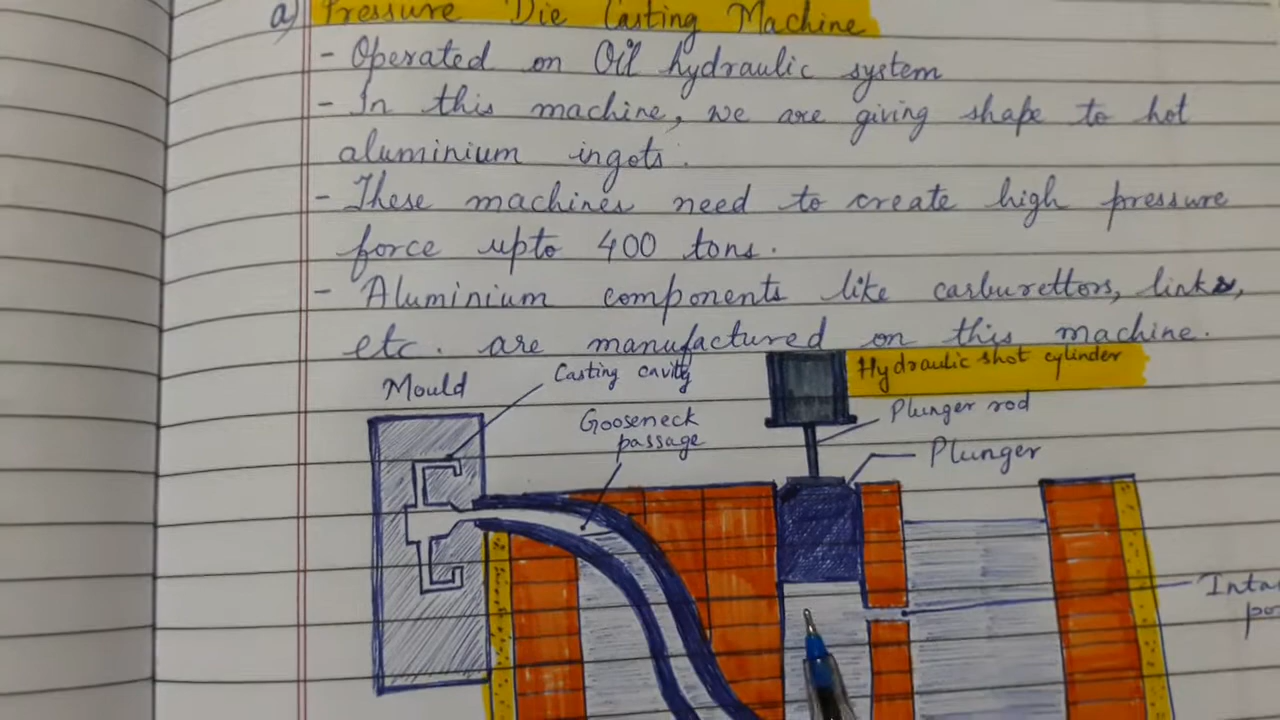 a) Pressure Die Casting Machine
- Operated on Oil hydraulic system
- In this machine, we are giving shape to hot
aluminium ingots.
- These machines need to create high pressure
force upto 400 tons.
- Aluminium components like carburettors, links,
etc. are manufactured on this machine.
Hydraulic shot cylinder
Casting cavity
Mould
Plunger rod
Gooseneck
passage
Plunger